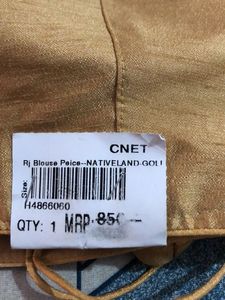 CNET
Rj Blouse Peice--NATIVELAND-GOLI
Size:
H4866060
QTY: 1 MRP 850